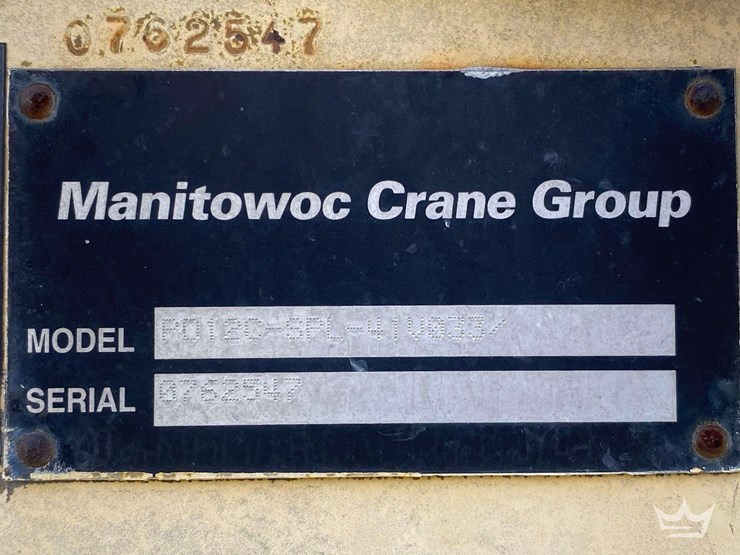 0762547
Manitowoc Crane Group
MODEL
SERIAL 0762547